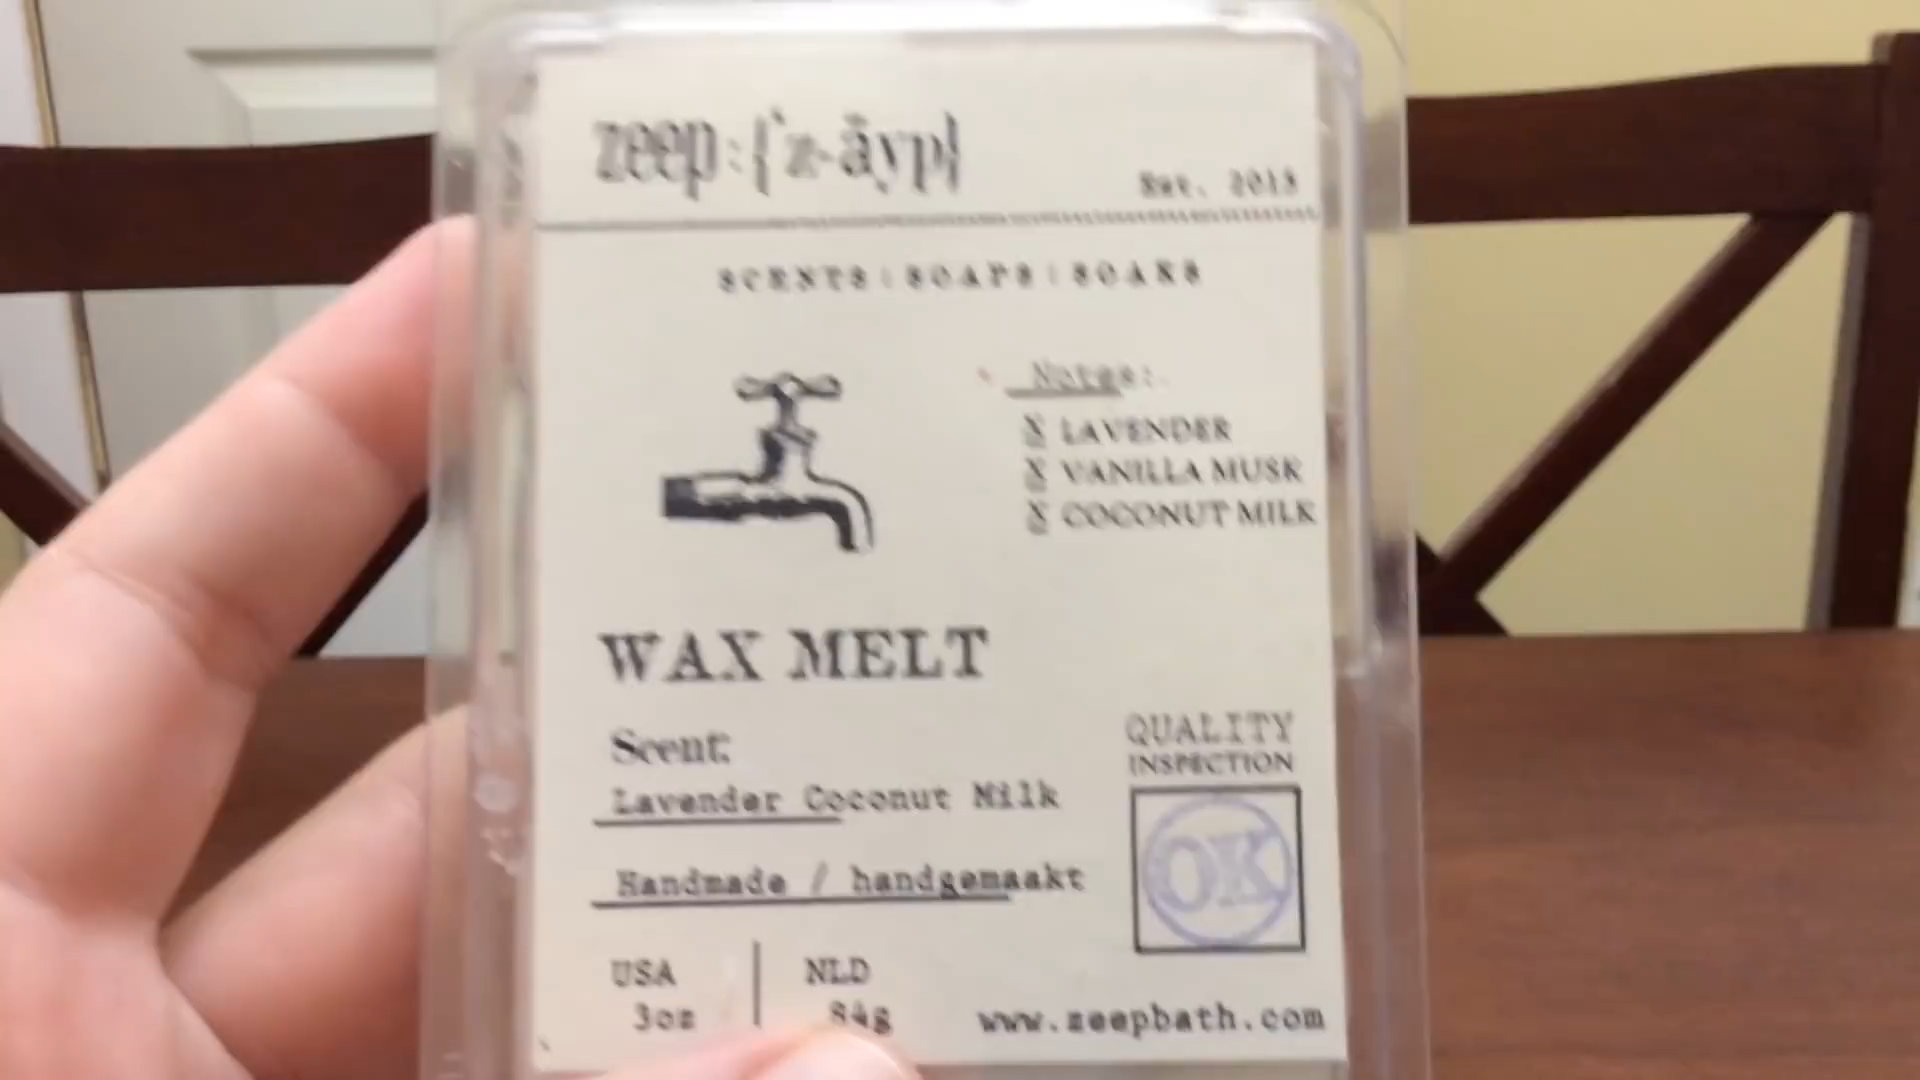 zeep:{'z-āyp}
Est. 2013
SCENTS | SOAPS | SOAKS
Notes:
X LAVENDER
X VANILLA MUSK
X COCONUT MILK
WAX MELT
Scent:
Lavender Coconut Milk
Handmade / handgemaakt
QUALITY
INSPECTION
OK
USA | NLD
3oz 84g
www.zeepbath.com